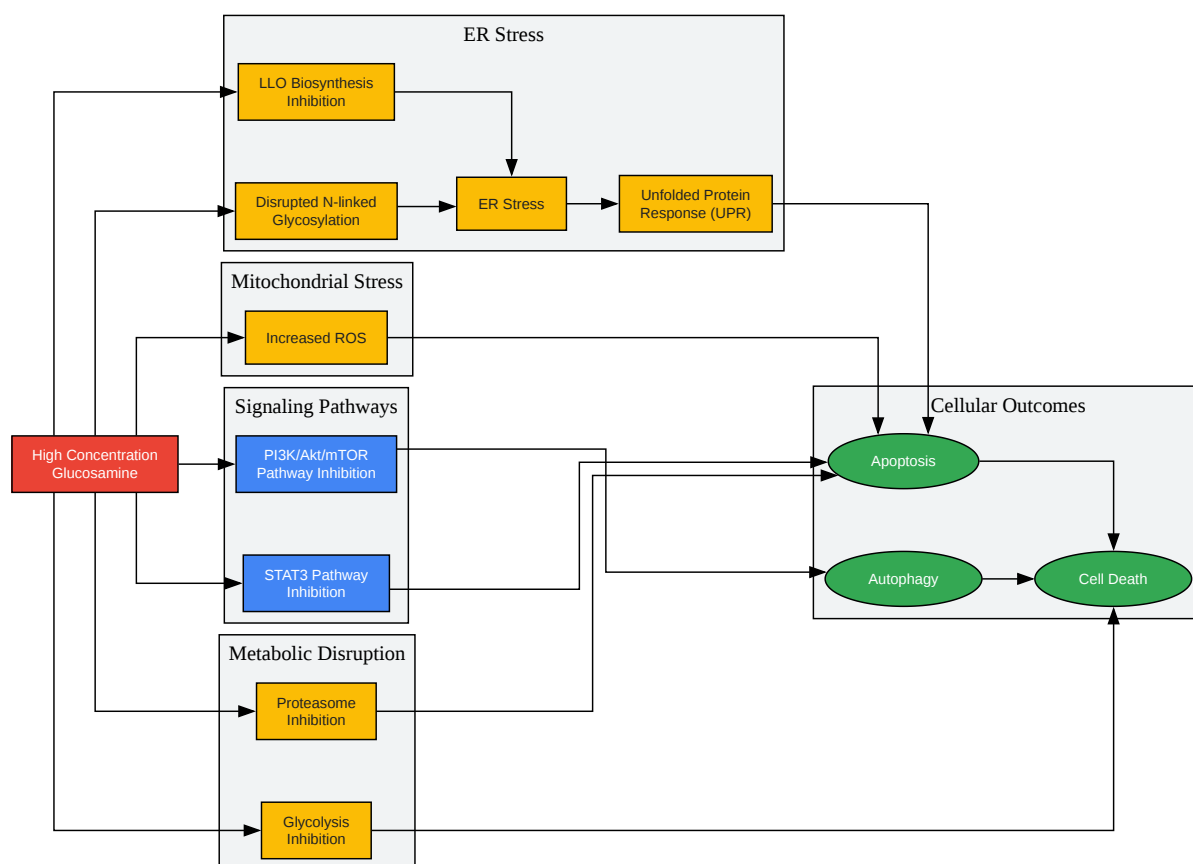 ER Stress
LLO Biosynthesis
Inhibition
Disrupted N-linked
Glycosylation
ER Stress
Unfolded Protein
Response (UPR)
Mitochondrial Stress
Increased ROS
Signaling Pathways
PI3K/Akt/mTOR
Pathway Inhibition
STAT3 Pathway
Inhibition
High Concentration
Glucosamine
Metabolic Disruption
Proteasome
Inhibition
Glycolysis
Inhibition
Cellular Outcomes
Apoptosis
Autophagy
Cell Death